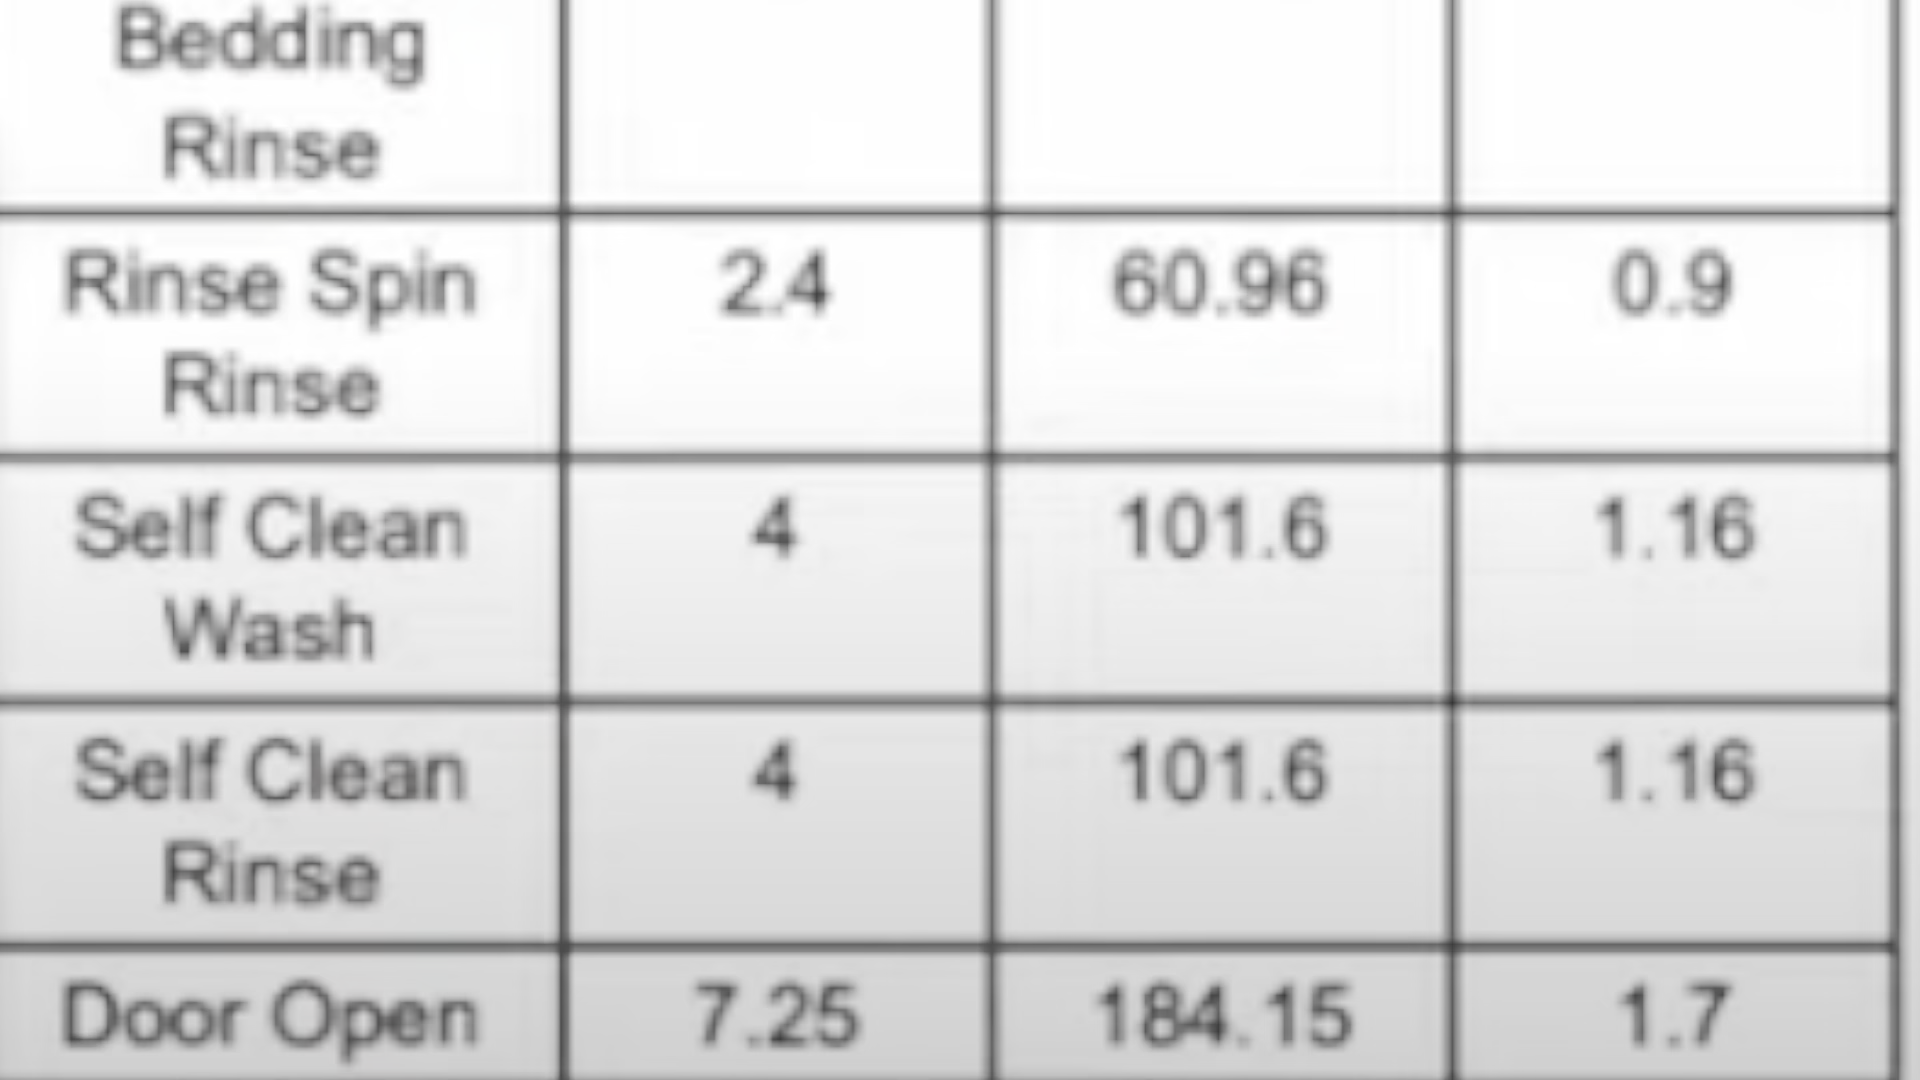 Bedding
Rinse
Rinse Spin 2.4 60.96 0.9
Rinse
Self Clean 4 101.6 1.16
Wash
Self Clean 4 101.6 1.16
Rinse
Door Open 7.25 184.15 1.7